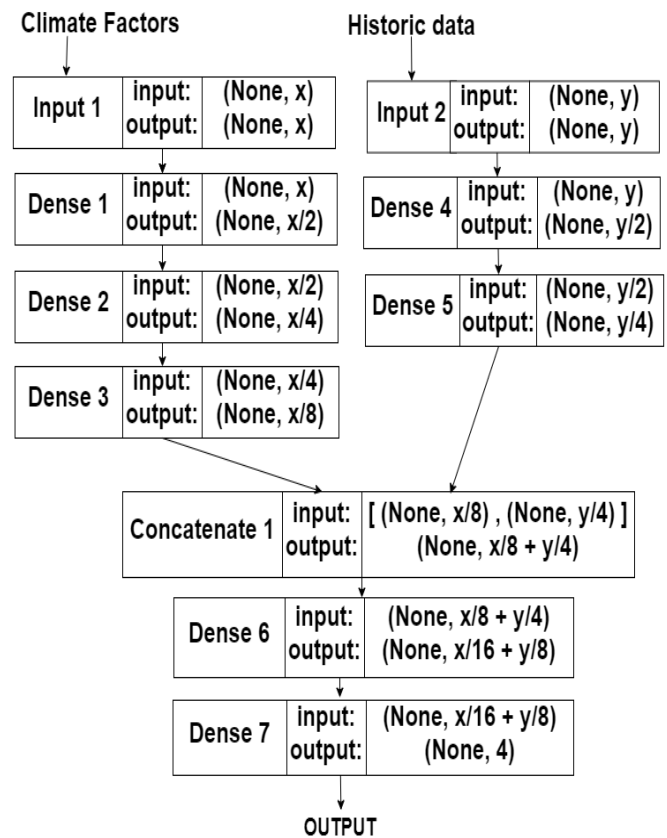 Climate Factors
Input 1
input: (None, x)
output: (None, x)
Dense 1
input: (None, x)
output: (None, x/2)
Dense 2
input: (None, x/2)
output: (None, x/4)
Dense 3
input: (None, x/4)
output: (None, x/8)
Historic data
Input 2
input: (None, y)
output: (None, y)
Dense 4
input: (None, y)
output: (None, y/2)
Dense 5
input: (None, y/2)
output: (None, y/4)
Concatenate 1
input: [ (None, x/8) , (None, y/4) ]
output: (None, x/8 + y/4)
Dense 6
input: (None, x/8 + y/4)
output: (None, x/16 + y/8)
Dense 7
input: (None, x/16 + y/8)
output: (None, 4)
OUTPUT